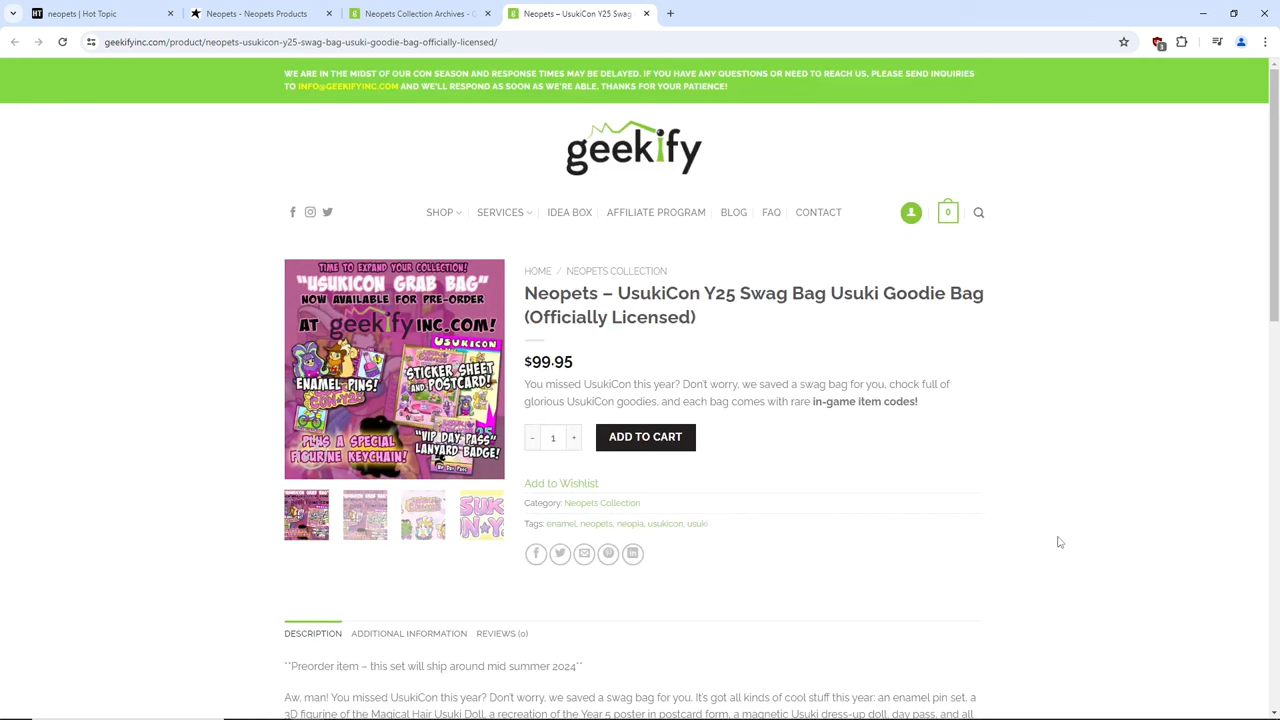 neopets | Hot Topic
Neopets - Neopets Products
Neopets Collection Archives - G
Neopets – UsukiCon Y25 Swag
geekifyinc.com/product/neopets-usukicon-y25-swag-bag-usuki-goodie-bag-officially-licensed/
WE ARE IN THE MIDST OF OUR CON SEASON AND RESPONSE TIMES MAY BE DELAYED. IF YOU HAVE ANY QUESTIONS OR NEED TO REACH US, PLEASE SEND INQUIRIES
TO INFO@GEEKIFYINC.COM AND WE'LL RESPOND AS SOON AS WE'RE ABLE. THANKS FOR YOUR PATIENCE!
geekify
SHOP SERVICES IDEA BOX AFFILIATE PROGRAM BLOG FAQ CONTACT 0
TIME TO EXPAND YOUR COLLECTION!
"USUKICON GRAB BAG"
NOW AVAILABLE FOR PRE-ORDER
AT geekify INC.COM!
USUKICON
ENAMEL PINS!
STICKER SHEET
AND POSTCARD!
PLUS A SPECIAL
FIGURINE KEYCHAIN!
"VIP DAY PASS"
LANYARD BADGE!
HOME / NEOPETS COLLECTION
Neopets – UsukiCon Y25 Swag Bag Usuki Goodie Bag
(Officially Licensed)
$99.95
You missed UsukiCon this year? Don't worry, we saved a swag bag for you, chock full of
glorious UsukiCon goodies, and each bag comes with rare in-game item codes!
- 1 + ADD TO CART
Add to Wishlist
Category: Neopets Collection
Tags: enamel, neopets, neopia, usukicon, usuki
DESCRIPTION ADDITIONAL INFORMATION REVIEWS (0)
**Preorder item – this set will ship around mid summer 2024**
Aw, man! You missed UsukiCon this year? Don't worry, we saved a swag bag for you. It's got all kinds of cool stuff this year: an enamel pin set, a
3D figurine of the Magical Hair Usuki Doll, a recreation of the Year 5 poster in postcard form, a magnetic Usuki dress-up doll, day pass, and all